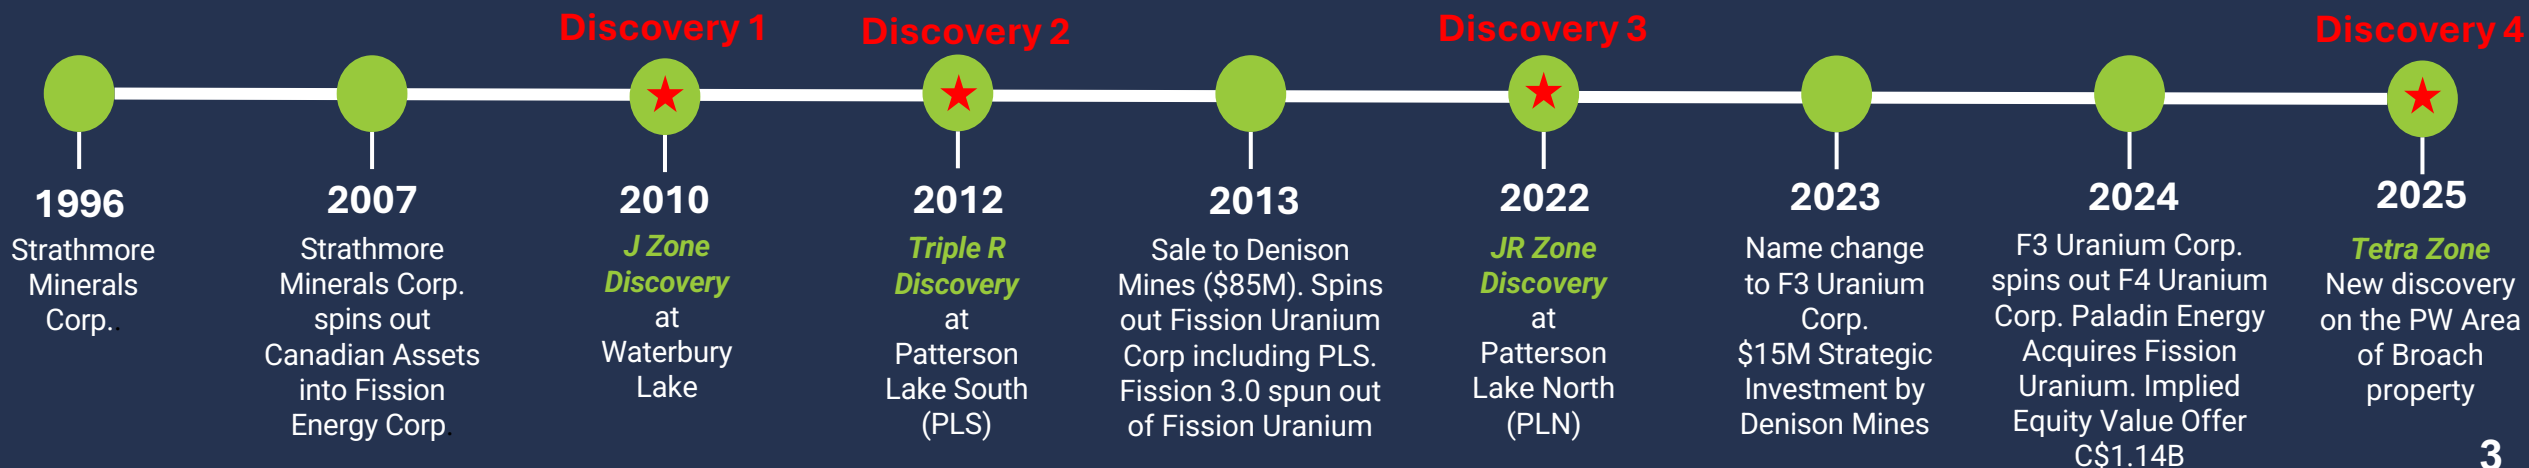 Discovery 1
Discovery 2
Discovery 3
Discovery 4
1996
Strathmore
Minerals
Corp..
2007
Strathmore
Minerals Corp.
spins out
Canadian Assets
into Fission
Energy Corp.
2010
J Zone
Discovery
at
Waterbury
Lake
2012
Triple R
Discovery
at
Patterson
Lake South
(PLS)
2013
Sale to Denison
Mines ($85M). Spins
out Fission Uranium
Corp including PLS.
Fission 3.0 spun out
of Fission Uranium
2022
JR Zone
Discovery
at
Patterson
Lake North
(PLN)
2023
Name change
to F3 Uranium
Corp.
$15M Strategic
Investment by
Denison Mines
2024
F3 Uranium Corp.
spins out F4 Uranium
Corp. Paladin Energy
Acquires Fission
Uranium. Implied
Equity Value Offer
C$1.14B
2025
Tetra Zone
New discovery
on the PW Area
of Broach
property
3